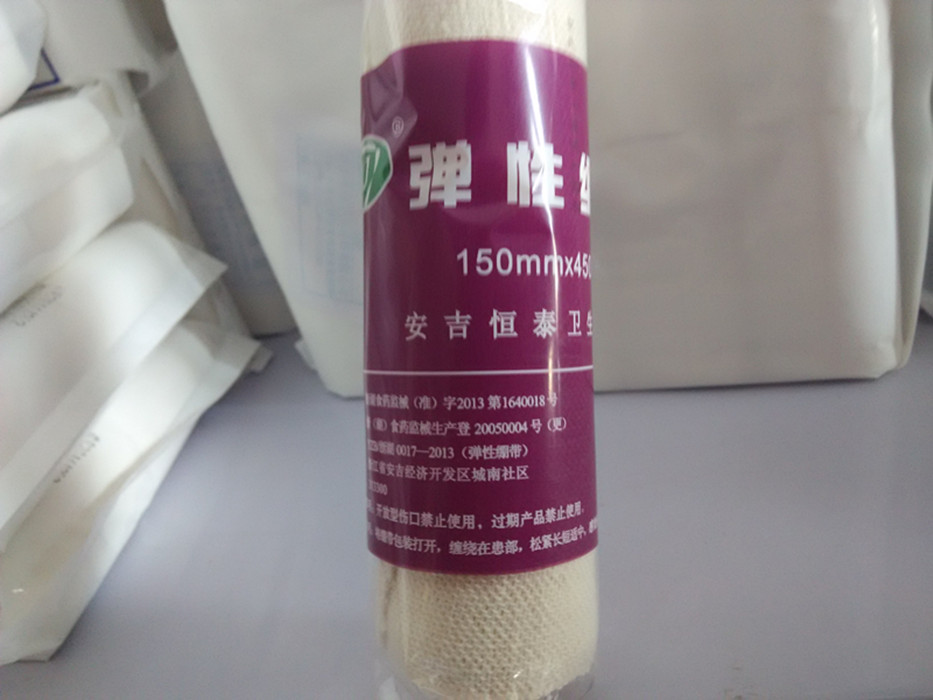 ®
弹性
150mmx450
安吉恒泰卫生
食药监械（准）字2013第1640018号
食药监械生产登20050004号（更）
0017—2013（弹性绷带）
江省安吉经济开发区城南社区
开放型伤口禁止使用、过期产品禁止使用
绷带包装打开，缠绕在患部，松紧长短适中，